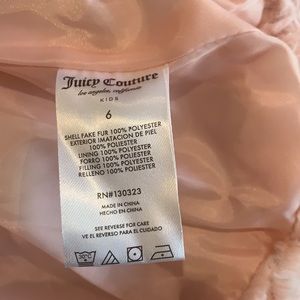 Juicy Couture
los angeles, california
KIDS
6
SHELL FAKE FUR 100% POLYESTER
EXTERIOR IMATACION DE PIEL
100% POLIESTER
LINING 100% POLYESTER
FORRO 100% POLIESTER
FILLING 100% POLYESTER
RELLENO 100% POLIESTER
RN#130323
MADE IN CHINA
HECHO EN CHINA
SEE REVERSE FOR CARE
VE EL REVERSO PARA EL CUIDADO